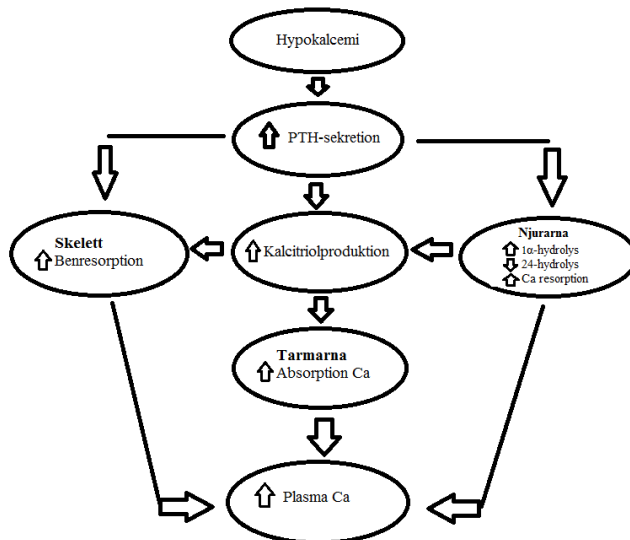 Hypokalcemi
PTH-sekretion
Skelett
Benresorption
Kalcitriolproduktion
Njurarna
1α-hydrolys
24-hydrolys
Ca resorption
Tarmarna
Absorption Ca
Plasma Ca